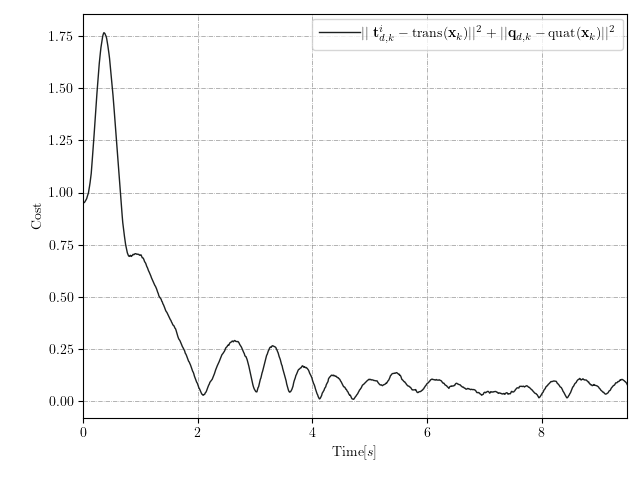 || t^i_{d,k} − trans(x_k)||² + ||q_{d,k} − quat(x_k)||²
1.75
1.50
1.25
1.00
0.75
0.50
0.25
0.00
Cost
0 2 4 6 8
Time[s]